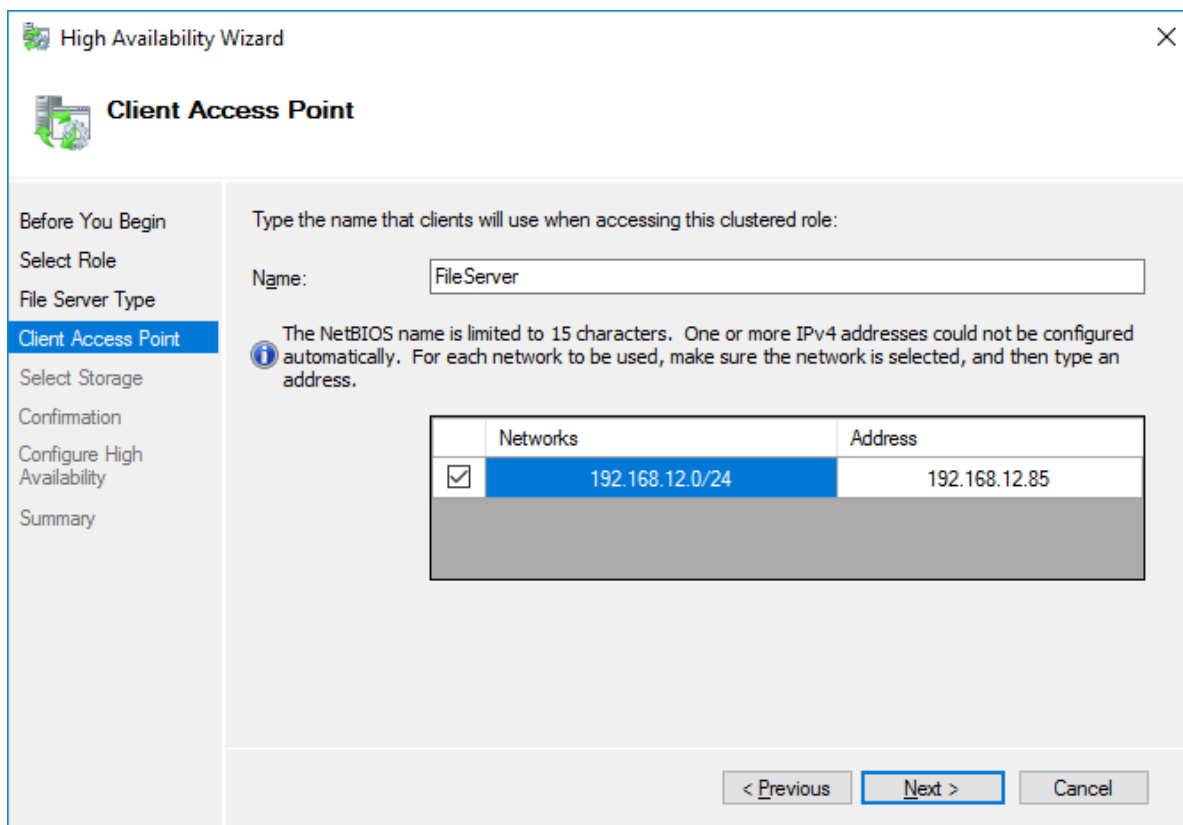 High Availability Wizard
Client Access Point
Before You Begin
Select Role
File Server Type
Client Access Point
Select Storage
Confirmation
Configure High
Availability
Summary
Type the name that clients will use when accessing this clustered role:
Name: FileServer
The NetBIOS name is limited to 15 characters. One or more IPv4 addresses could not be configured
automatically. For each network to be used, make sure the network is selected, and then type an
address.
Networks Address
192.168.12.0/24 192.168.12.85
< Previous Next > Cancel